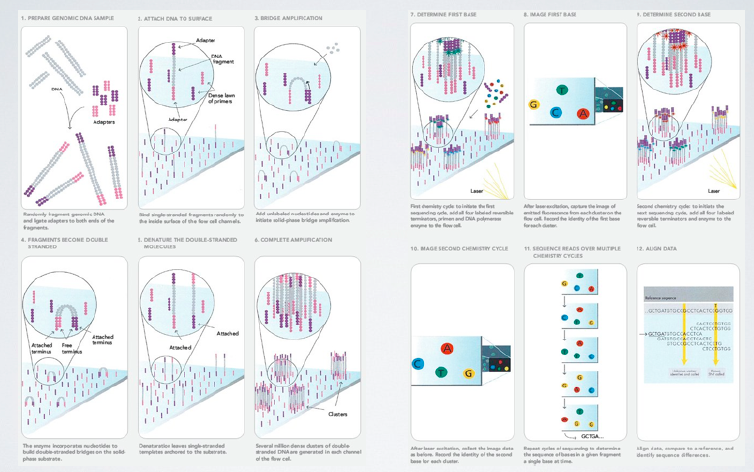 1. PREPARE GENOMIC DNA SAMPLE
DNA
Adapters
Randomly fragment genomic DNA
and ligate adapters to both ends of the
fragments.
2. ATTACH DNA TO SURFACE
Adapter
DNA
fragment
Dense lawn
of primers
Adapter
Bind single-stranded fragments randomly to
the inside surface of the flow cell channels.
3. BRIDGE AMPLIFICATION
Add unlabeled nucleotides and enzyme to
initiate solid-phase bridge amplification.
4. FRAGMENTS BECOME DOUBLE
STRANDED
Attached
terminus
Free
terminus
Attached
terminus
The enzyme incorporates nucleotides to
build double-stranded bridges on the solid-
phase substrate.
5. DENATURE THE DOUBLE-STRANDED
MOLECULES
Attached
Attached
Denaturation leaves single-stranded
templates anchored to the substrate.
6. COMPLETE AMPLIFICATION
Clusters
Several million dense clusters of double-
stranded DNA are generated in each channel
of the flow cell.
7. DETERMINE FIRST BASE
Laser
First chemistry cycle: to initiate the first
sequencing cycle, add all four labeled reversible
terminators, primers and DNA polymerase
enzyme to the flow cell.
8. IMAGE FIRST BASE
T
G
C
A
After laser excitation, capture the image of
emitted fluorescence from each cluster on the
flow cell. Record the identity of the first base
for each cluster.
9. DETERMINE SECOND BASE
Laser
Second chemistry cycle: to initiate the
next sequencing cycle, add all four labeled
reversible terminators and enzyme to the
flow cell.
10. IMAGE SECOND CHEMISTRY CYCLE
A
C
T
G
After laser excitation, collect the image data
as before. Record the identity of the second
base for each cluster.
11. SEQUENCE READS OVER MULTIPLE
CHEMISTRY CYCLES
GCTGA...
Repeat cycles of sequencing to determine
the sequence of bases in a given fragment
a single base at time.
12. ALIGN DATA
Reference sequence
Align data, compare to a reference, and
identify sequence differences.